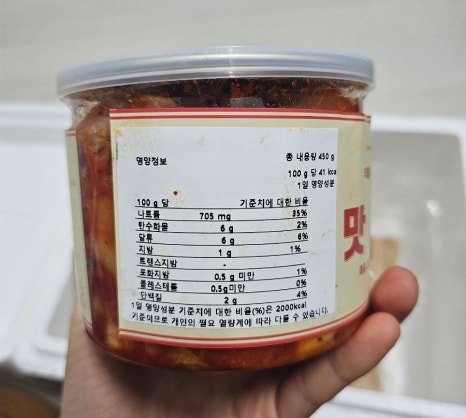 영양정보
총 내용량 450 g
100 g 당 41 kcal
1일 영양성분
100 g 당 기준치에 대한 비율
나트륨 705 mg 35%
탄수화물 6 g 2%
당류 6 g 6%
지방 1 g 1%
트랜스지방 -
포화지방 0.5 g 미만 1%
콜레스테롤 0.5g미만 0%
단백질 2 g 4%
1일 영양성분 기준치에 대한 비율(%)은 2000kcal
기준이므로 개인의 필요 열량계에 따라 다를 수 있습니다.
맛